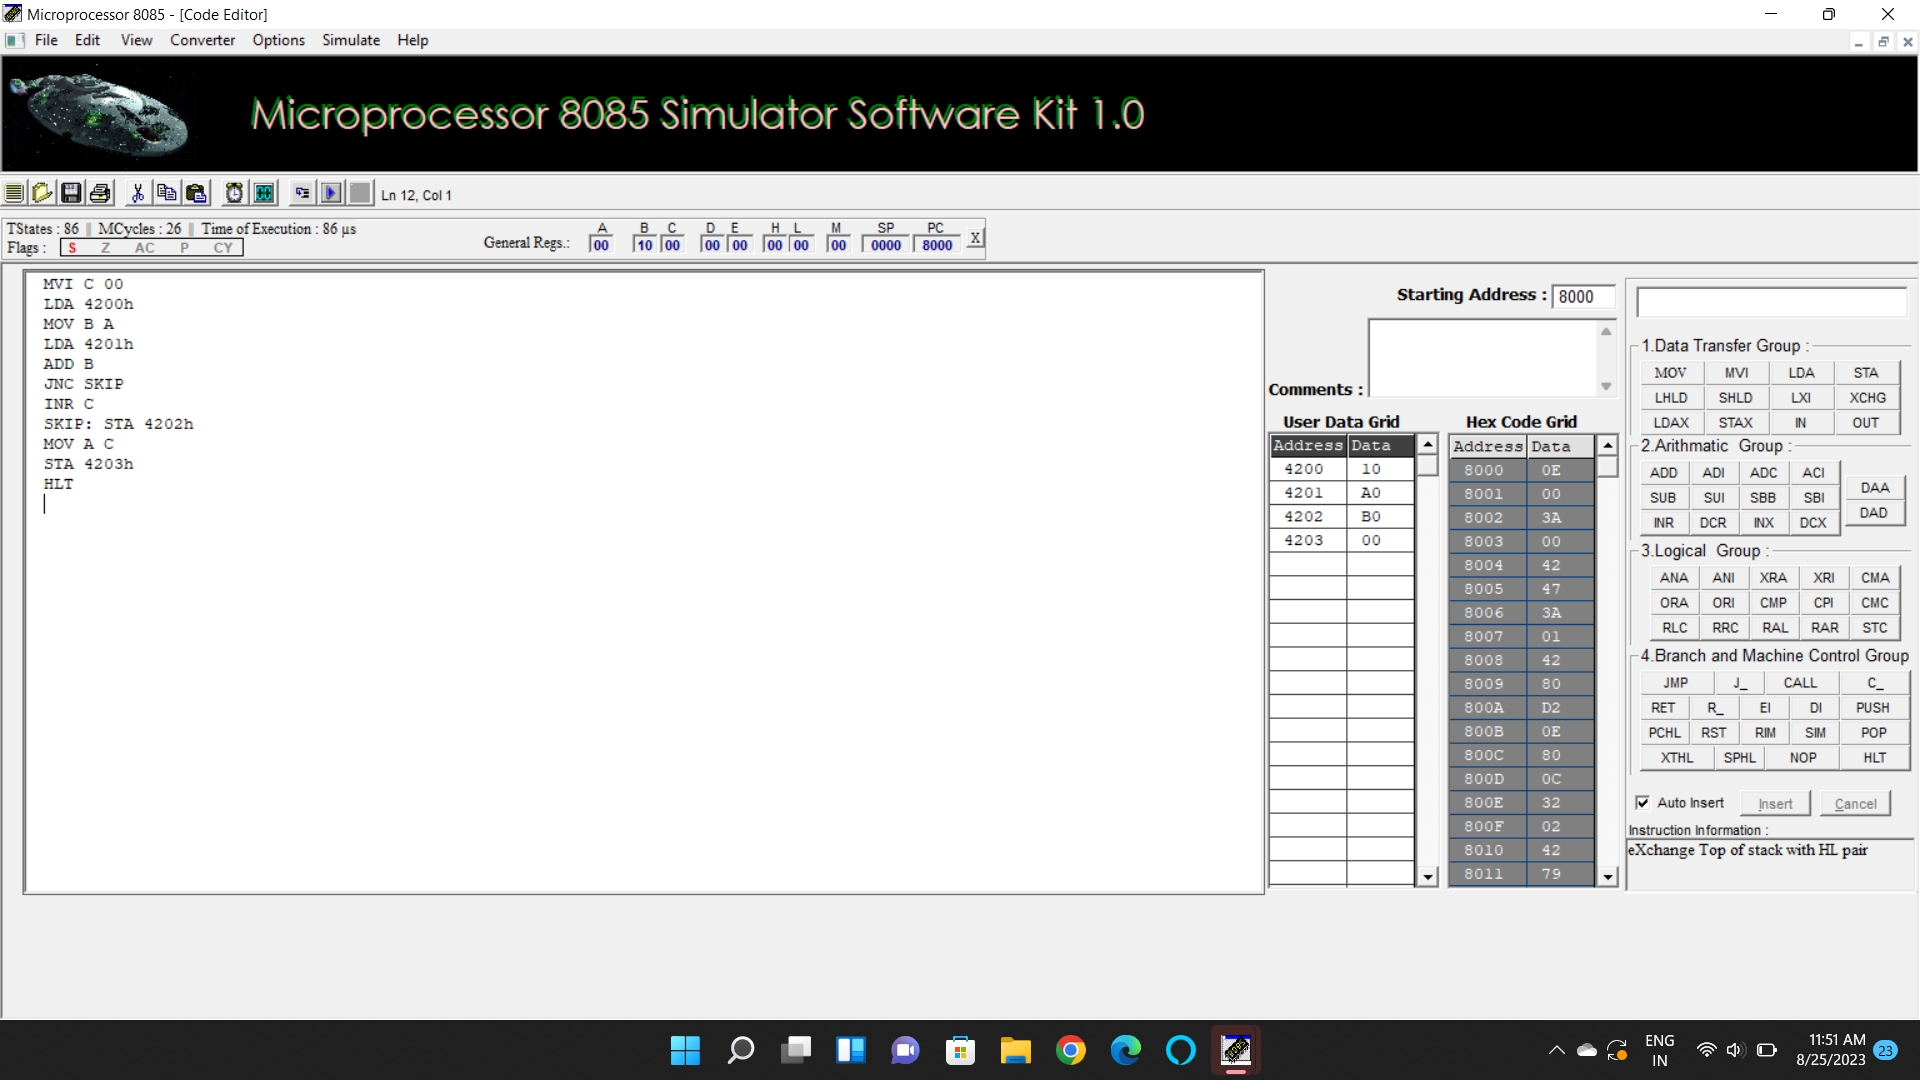 Microprocessor 8085 - [Code Editor]
File Edit View Converter Options Simulate Help
Microprocessor 8085 Simulator Software Kit 1.0
Ln 12, Col 1
TStates : 86 || MCycles : 26 || Time of Execution : 86 µs
Flags : S Z AC P CY
General Regs.:
A B C D E H L M SP PC
00 10 00 00 00 00 00 00 0000 8000 X
MVI C 00
LDA 4200h
MOV B A
LDA 4201h
ADD B
JNC SKIP
INR C
SKIP: STA 4202h
MOV A C
STA 4203h
HLT
Starting Address : 8000
Comments :
User Data Grid
Address Data
4200 10
4201 A0
4202 B0
4203 00
Hex Code Grid
Address Data
8000 0E
8001 00
8002 3A
8003 00
8004 42
8005 47
8006 3A
8007 01
8008 42
8009 80
800A D2
800B 0E
800C 80
800D 0C
800E 32
800F 02
8010 42
8011 79
1.Data Transfer Group :
MOV MVI LDA STA
LHLD SHLD LXI XCHG
LDAX STAX IN OUT
2.Arithmatic Group :
ADD ADI ADC ACI
SUB SUI SBB SBI
INR DCR INX DCX
DAA
DAD
3.Logical Group :
ANA ANI XRA XRI CMA
ORA ORI CMP CPI CMC
RLC RRC RAL RAR STC
4.Branch and Machine Control Group
JMP J_ CALL C_
RET R_ EI DI PUSH
PCHL RST RIM SIM POP
XTHL SPHL NOP HLT
Auto Insert Insert Cancel
Instruction Information :
eXchange Top of stack with HL pair
ENG
IN
11:51 AM
8/25/2023
23